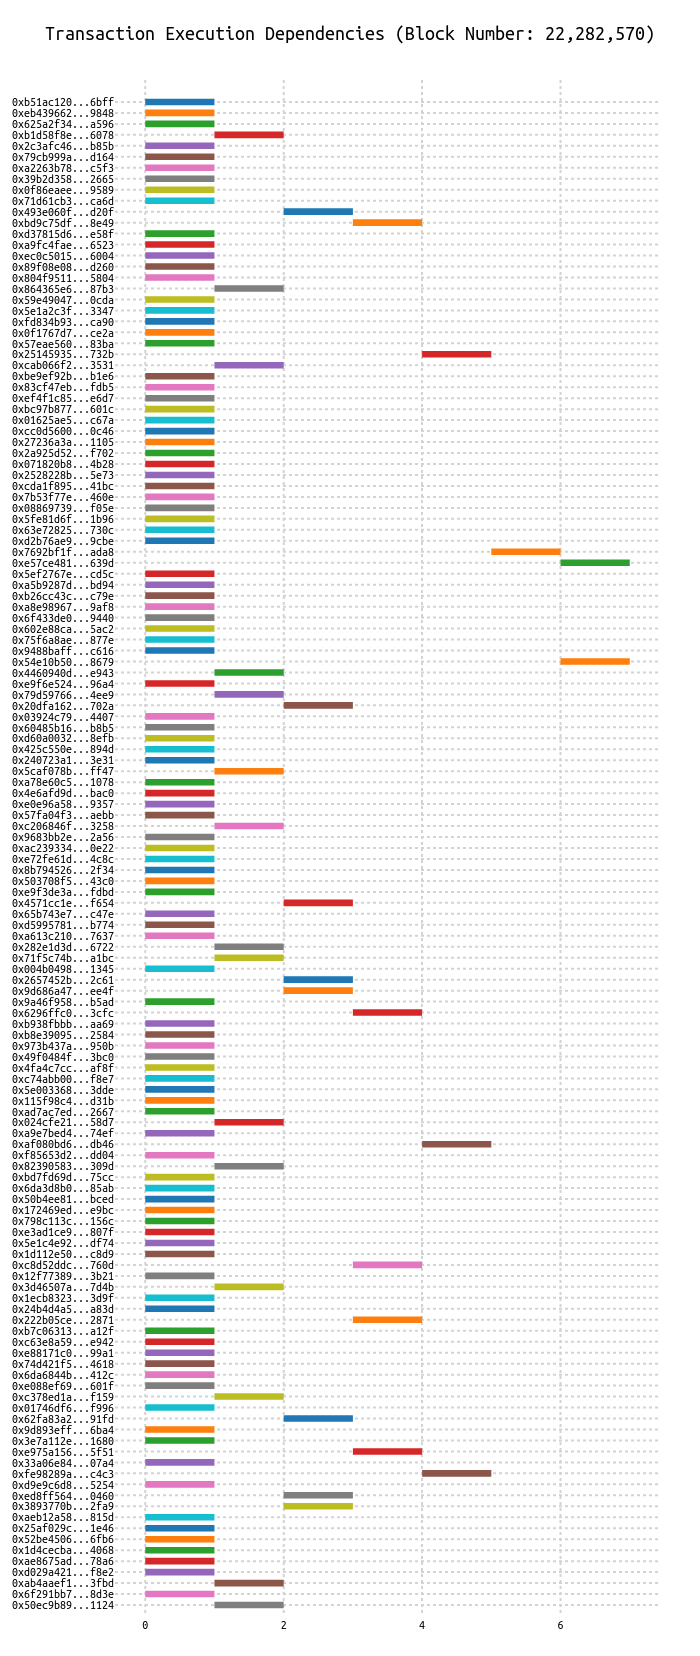 Transaction Execution Dependencies (Block Number: 22,282,570)
0xb51ac120...6bff
0xeb439662...9848
0x625a2f34...a596
0xb1d58f8e...6078
0x2c3afc46...b85b
0x79cb999a...d164
0xa2263b78...c5f3
0x39b2d358...2665
0x0f86eaee...9589
0x71d61cb3...ca6d
0x493e060f...d20f
0xbd9c75df...8e49
0xd37815d6...e58f
0xa9fc4fae...6523
0xec0c5015...6004
0x89f08e08...d260
0x804f9511...5804
0x864365e6...87b3
0x59e49047...0cda
0x5e1a2c3f...3347
0xfd834b93...ca90
0x0f1767d7...ce2a
0x57eae560...83ba
0x25145935...732b
0xcab066f2...3531
0xbe9ef92b...b1e6
0x83cf47eb...fdb5
0xef4f1c85...e6d7
0xbc97b877...601c
0x01625ae5...c67a
0xcc0d5600...0c46
0x27236a3a...1105
0x2a925d52...f702
0x071820b8...4b28
0x2528228b...5e73
0xcda1f895...41bc
0x7b53f77e...460e
0x08869739...f05e
0x5fe81d6f...1b96
0x63e72825...730c
0xd2b76ae9...9cbe
0x7692bf1f...ada8
0xe57ce481...639d
0x5ef2767e...cd5c
0xa5b9287d...bd94
0xb26cc43c...c79e
0xa8e98967...9af8
0x6f433de0...9440
0x602e88ca...5ac2
0x75f6a8ae...877e
0x9488baff...c616
0x54e10b50...8679
0x4460940d...e943
0xe9f6e524...96a4
0x79d59766...4ee9
0x20dfa162...702a
0x03924c79...4407
0x60485b16...b8b5
0xd60a0032...8efb
0x425c550e...894d
0x240723a1...3e31
0x5caf078b...ff47
0xa78e60c5...1078
0x4e6afd9d...bac0
0xe0e96a58...9357
0x57fa04f3...aebb
0xc206846f...3258
0x9683bb2e...2a56
0xac239334...0e22
0xe72fe61d...4c8c
0x8b794526...2f34
0x503708f5...43c0
0xe9f3de3a...fdbd
0x4571cc1e...f654
0x65b743e7...c47e
0xd5995781...b774
0xa613c210...7637
0x282e1d3d...6722
0x71f5c74b...a1bc
0x004b0498...1345
0x2657452b...2c61
0x9d686a47...ee4f
0x9a46f958...b5ad
0x6296ffc0...3cfc
0xb938fbbb...aa69
0xb8e39095...2584
0x973b437a...950b
0x49f0484f...3bc0
0x4fa4c7cc...af8f
0xc74abb00...f8e7
0x5e003368...3dde
0x115f98c4...d31b
0xad7ac7ed...2667
0x024cfe21...58d7
0xa9e7bed4...74ef
0xaf080bd6...db46
0xf85653d2...dd04
0x82390583...309d
0xbd7fd69d...75cc
0x6da3d8b0...85ab
0x50b4ee81...bced
0x172469ed...e9bc
0x798c113c...156c
0xe3ad1ce9...807f
0x5e1c4e92...df74
0x1d112e50...c8d9
0xc8d52ddc...760d
0x12f77389...3b21
0x3d46507a...7d4b
0x1ecb8323...3d9f
0x24b4d4a5...a83d
0x222b05ce...2871
0xb7c06313...a12f
0xc63e8a59...e942
0xe88171c0...99a1
0x74d421f5...4618
0x6da6844b...412c
0xe088ef69...601f
0xc378ed1a...f159
0x01746df6...f996
0x62fa83a2...91fd
0x9d893eff...6ba4
0x3e7a112e...1680
0xe975a156...5f51
0x33a06e84...07a4
0xfe98289a...c4c3
0xd9e9c6d8...5254
0xed8ff564...0460
0x3893770b...2fa9
0xaeb12a58...815d
0x25af029c...1e46
0x52be4506...6fb6
0x1d4cecba...4068
0xae8675ad...78a6
0xd029a421...f8e2
0xab4aaef1...3fbd
0x6f291bb7...8d3e
0x50ec9b89...1124
0 2 4 6